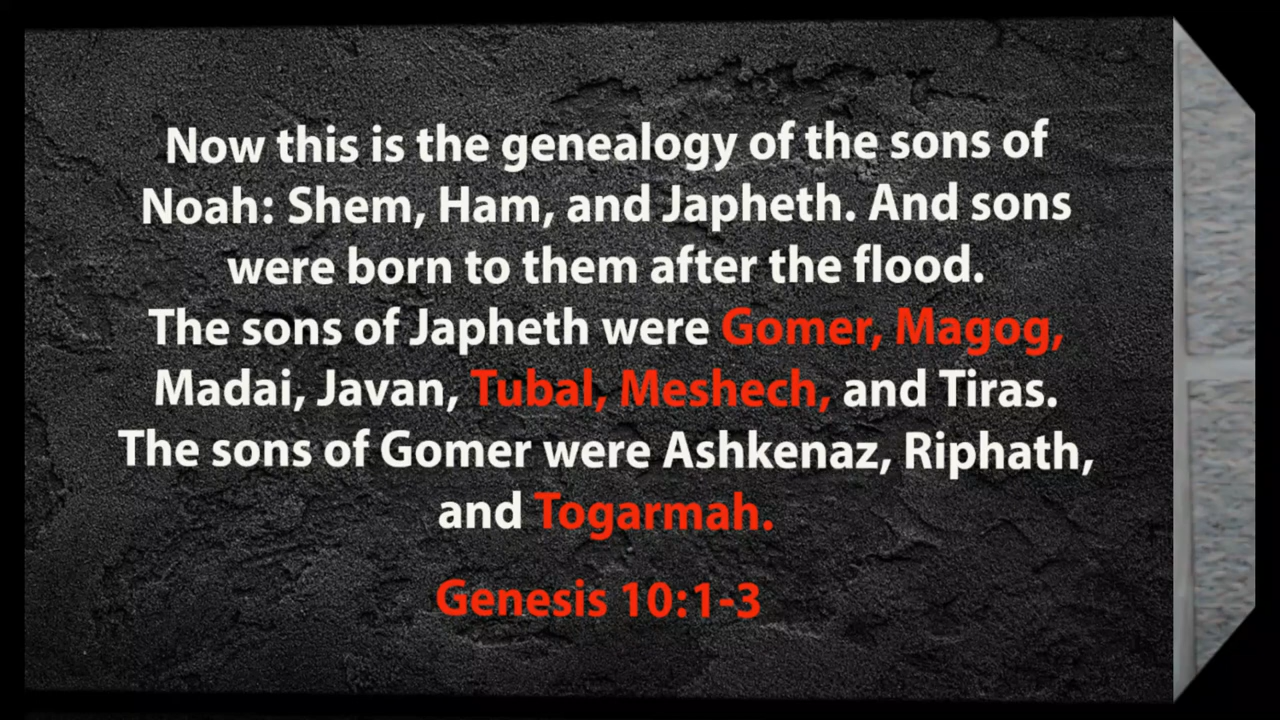 Now this is the genealogy of the sons of
Noah: Shem, Ham, and Japheth. And sons
were born to them after the flood.
The sons of Japheth were Gomer, Magog,
Madai, Javan, Tubal, Meshech, and Tiras.
The sons of Gomer were Ashkenaz, Riphath,
and Togarmah.
Genesis 10:1-3